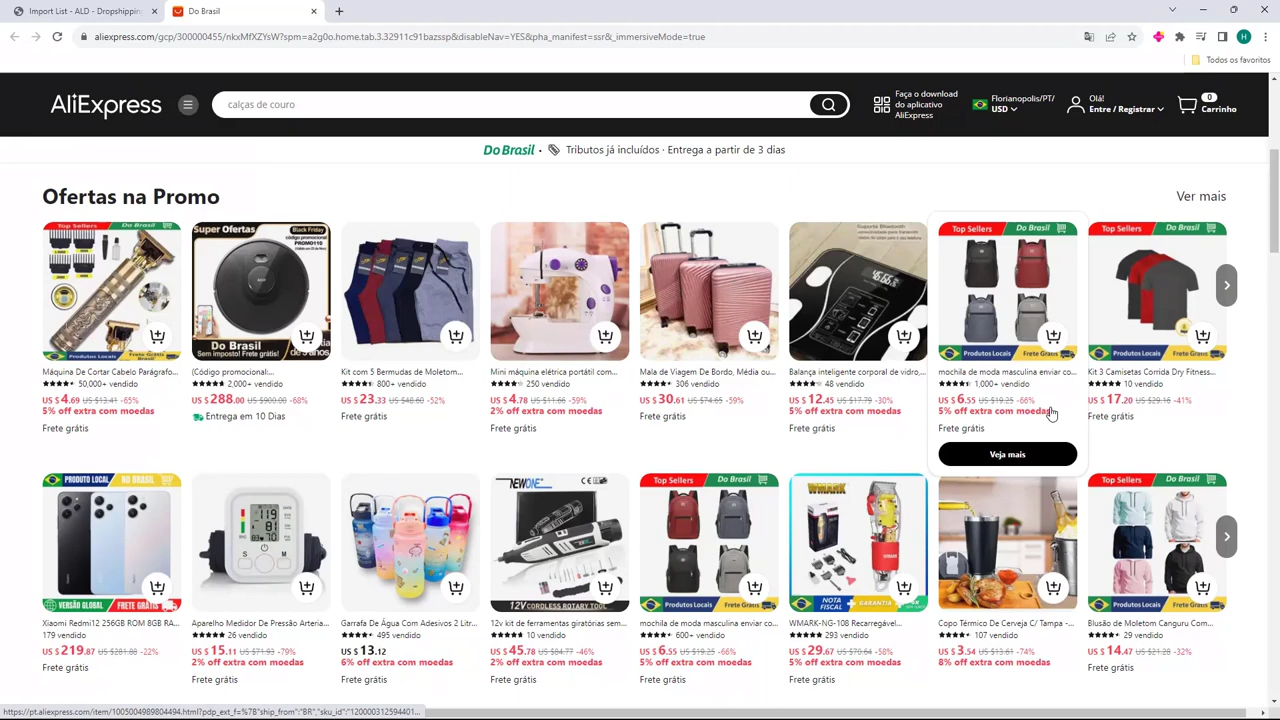 Import List - ALD - Dropshippin
Do Brasil
aliexpress.com/gcp/300000455/nkxMfXZYsW?spm=a2g0o.home.tab.3.32911c91bazssp&disableNav=YES&pha_manifest=ssr&_immersiveMode=true
H
Todos os favoritos
AliExpress
calças de couro
Faça o download
do aplicativo
AliExpress
Florianopolis/PT/
USD
Olá!
Entre / Registrar
0
Carrinho
Do Brasil · Tributos já incluídos · Entrega a partir de 3 dias
Ofertas na Promo
Ver mais
Top Sellers Do Brasil
Produtos Locais Frete Grátis
Máquina De Cortar Cabelo Parágrafo...
50,000+ vendido
US $ 4.69 US $13.41 -65%
5% off extra com moedas
Frete grátis
Super Ofertas
Black Friday
código promocional
PROMO110
Do Brasil
Sem imposto! Frete grátis!
(Código promocional:...
2,000+ vendido
US $ 288.00 US $900.00 -68%
Entrega em 10 Dias
Kit com 5 Bermudas de Moletom...
800+ vendido
US $ 23.33 US $48.60 -52%
Frete grátis
Mini máquina elétrica portátil com...
250 vendido
US $ 4.78 US $11.66 -59%
2% off extra com moedas
Frete grátis
Mala de Viagem De Bordo, Média ou...
306 vendido
US $ 30.61 US $74.65 -59%
Frete grátis
Suporte Bluetooth
Balança inteligente corporal de vidro,...
48 vendido
US $ 12.45 US $17.79 -30%
5% off extra com moedas
Frete grátis
Top Sellers Do Brasil
Produtos Locais Frete Grátis
mochila de moda masculina enviar co...
1,000+ vendido
US $ 6.55 US $19.25 -66%
5% off extra com moedas
Frete grátis
Veja mais
Top Sellers Do Brasil
Produtos Locais Frete Grátis
Kit 3 Camisetas Corrida Dry Fitness...
10 vendido
US $ 17.20 US $29.16 -41%
Frete grátis
PRODUTO LOCAL NO BRASIL
VERSÃO GLOBAL FRETE GRÁTIS
Xiaomi Redmi12 256GB ROM 8GB RA...
179 vendido
US $ 219.87 US $281.88 -22%
Frete grátis
Aparelho Medidor De Pressão Arteria...
26 vendido
US $ 15.11 US $71.93 -79%
2% off extra com moedas
Frete grátis
Garrafa De Água Com Adesivos 2 Litr...
495 vendido
US $ 13.12
6% off extra com moedas
Frete grátis
NEWONE
12V CORDLESS ROTARY TOOL
12v kit de ferramentas giratórias sem...
10 vendido
US $ 45.78 US $84.77 -46%
2% off extra com moedas
Frete grátis
Top Sellers Do Brasil
Produtos Locais Frete Grátis
mochila de moda masculina enviar co...
600+ vendido
US $ 6.55 US $19.25 -66%
5% off extra com moedas
Frete grátis
WMARK
NOTA FISCAL + GARANTIA
WMARK-NG-108 Recarregável...
293 vendido
US $ 29.67 US $70.64 -58%
5% off extra com moedas
Frete grátis
Copo Térmico De Cerveja C/ Tampa -...
107 vendido
US $ 3.54 US $13.61 -74%
8% off extra com moedas
Frete grátis
Top Sellers Do Brasil
Produtos Locais Frete Grátis
Blusão de Moletom Canguru Com...
29 vendido
US $ 14.47 US $21.28 -32%
Frete grátis
https://pt.aliexpress.com/item/1005004989804494.html?pdp_ext_f=%7B"ship_from":"BR","sku_id":"120000312594401...